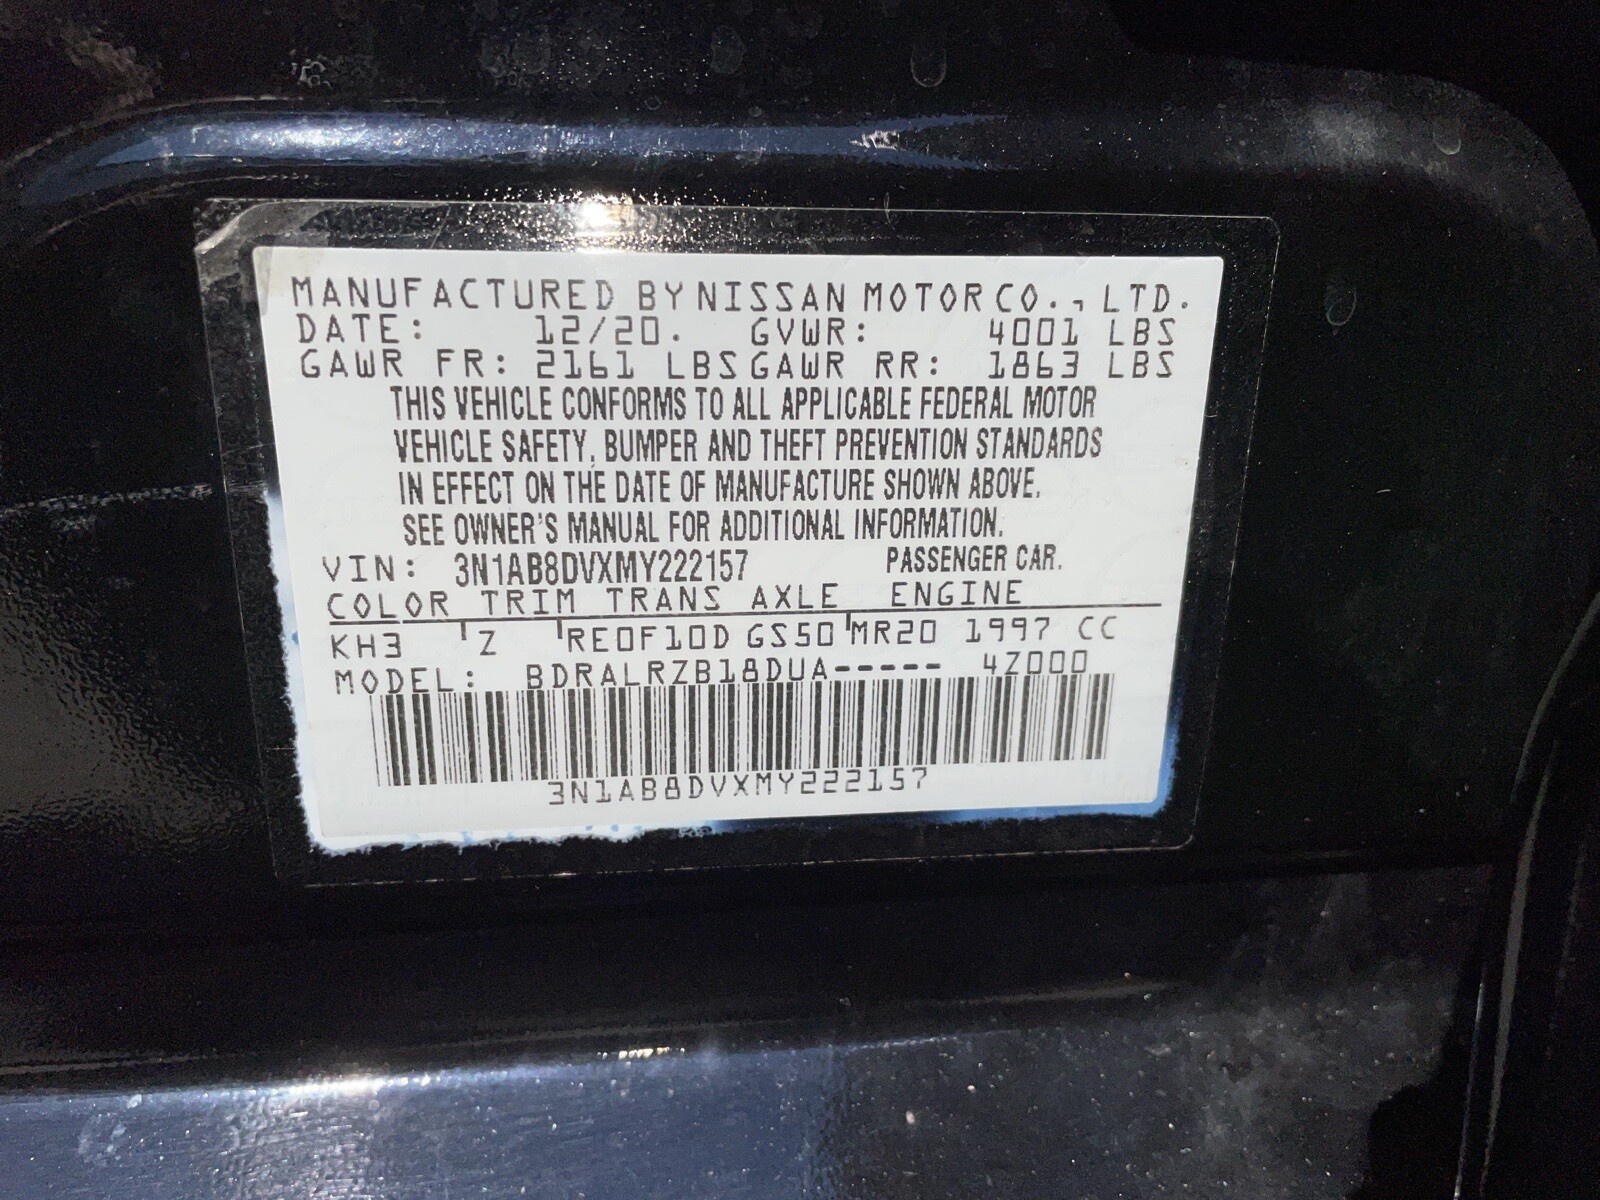 MANUFACTURED BY NISSAN MOTOR CO., LTD.
DATE: 12/20. GVWR: 4001 LBS
GAWR FR: 2161 LBS GAWR RR: 1863 LBS
THIS VEHICLE CONFORMS TO ALL APPLICABLE FEDERAL MOTOR
VEHICLE SAFETY, BUMPER AND THEFT PREVENTION STANDARDS
IN EFFECT ON THE DATE OF MANUFACTURE SHOWN ABOVE.
SEE OWNER'S MANUAL FOR ADDITIONAL INFORMATION.
VIN: 3N1AB8DVXMY222157 PASSENGER CAR.
COLOR TRIM TRANS AXLE ENGINE
KH3 Z RE0F10D GS50 MR20 1997 CC
MODEL: BDRALRZB18DUA----- 4Z000
3N1AB8DVXMY222157